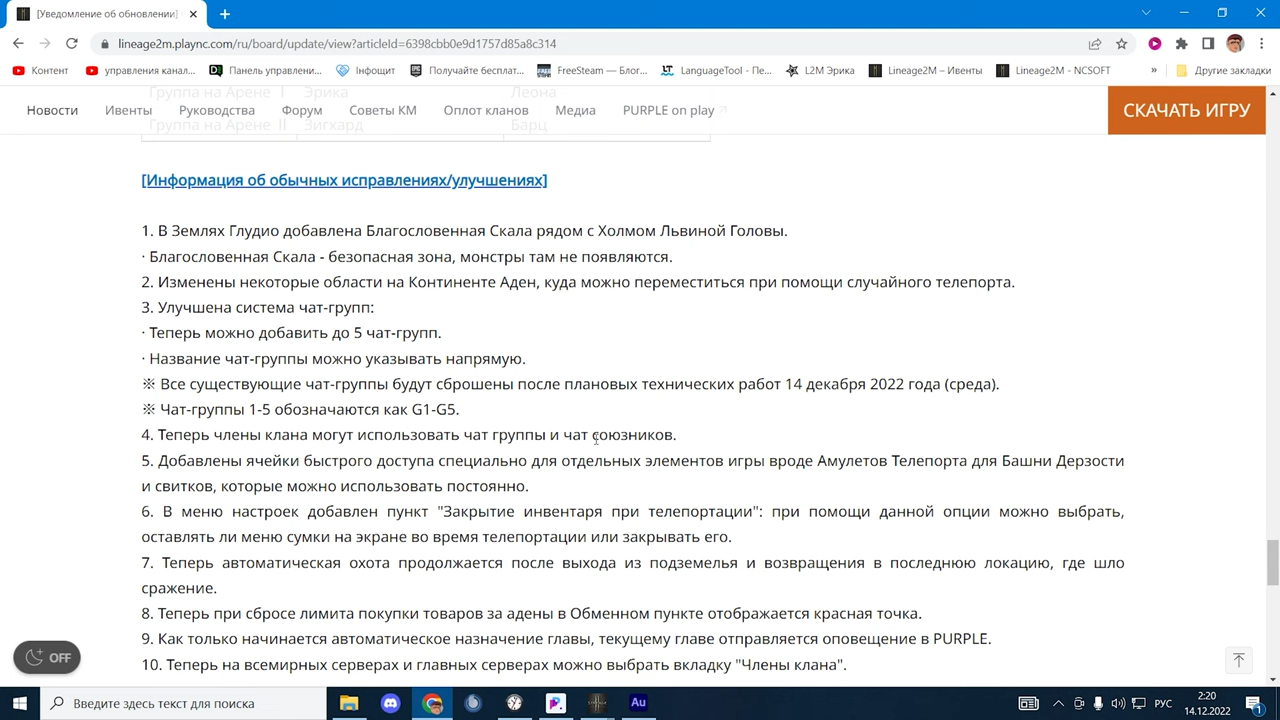 [Уведомление об обновлении]
lineage2m.plaync.com/ru/board/update/view?articleId=6398cbb0e9d1757d85a8c314
Контент
управления канал...
Панель управлени...
Инфощит
Получайте бесплат...
FreeSteam — Блог...
LanguageTool - Пе...
L2M Эрика
Lineage2M – Ивенты
Lineage2M - NCSOFT
»
Другие закладки
Группа на Арене I Эрика Леона
Новости Ивенты Руководства Форум Советы КМ Оплот кланов Медиа PURPLE on play
СКАЧАТЬ ИГРУ
Группа на Арене II Зигхард Барц
[Информация об обычных исправлениях/улучшениях]
1. В Землях Глудио добавлена Благословенная Скала рядом с Холмом Львиной Головы.
· Благословенная Скала - безопасная зона, монстры там не появляются.
2. Изменены некоторые области на Континенте Аден, куда можно переместиться при помощи случайного телепорта.
3. Улучшена система чат-групп:
· Теперь можно добавить до 5 чат-групп.
· Название чат-группы можно указывать напрямую.
※ Все существующие чат-группы будут сброшены после плановых технических работ 14 декабря 2022 года (среда).
※ Чат-группы 1-5 обозначаются как G1-G5.
4. Теперь члены клана могут использовать чат группы и чат союзников.
5. Добавлены ячейки быстрого доступа специально для отдельных элементов игры вроде Амулетов Телепорта для Башни Дерзости
и свитков, которые можно использовать постоянно.
6. В меню настроек добавлен пункт "Закрытие инвентаря при телепортации": при помощи данной опции можно выбрать,
оставлять ли меню сумки на экране во время телепортации или закрывать его.
7. Теперь автоматическая охота продолжается после выхода из подземелья и возвращения в последнюю локацию, где шло
сражение.
8. Теперь при сбросе лимита покупки товаров за адены в Обменном пункте отображается красная точка.
9. Как только начинается автоматическое назначение главы, текущему главе отправляется оповещение в PURPLE.
10. Теперь на всемирных серверах и главных серверах можно выбрать вкладку "Члены клана".
OFF
Введите здесь текст для поиска
Au
РУС
2:20
14.12.2022
1